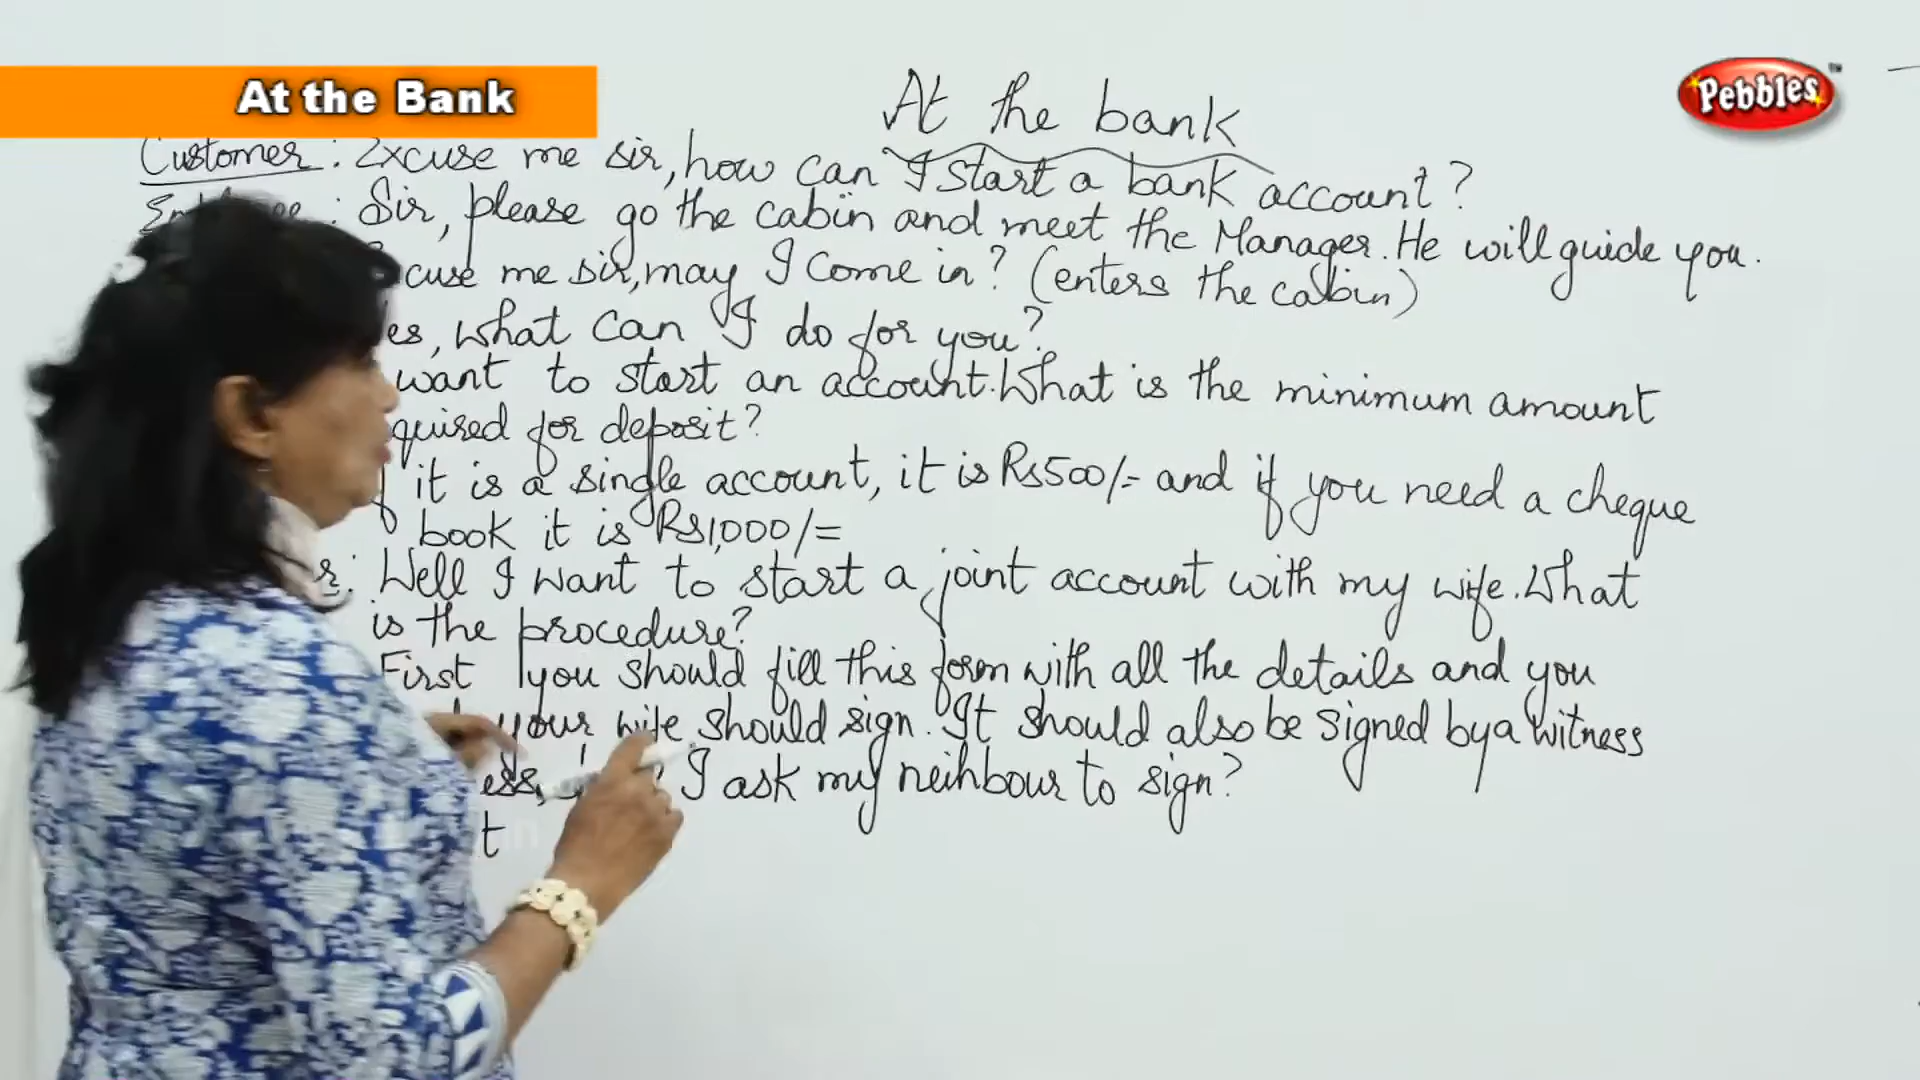 At the Bank
Pebbles™
At the bank
Customer: Excuse me sir, how can I start a bank account?
: Sir, please go the cabin and meet the Manager. He will guide you.
cuse me sir, may I come in? (enters the cabin)
es, what can I do for you?
want to start an account. What is the minimum amount
quired for deposit?
it is a single account, it is Rs500/- and if you need a cheque
book it is Rs1,000/=
r: Well I want to start a joint account with my wife. What
is the procedure?
First you should fill this form with all the details and you
your wife should sign. It should also be signed by a witness
ess, I ask my neihbour to sign?
t